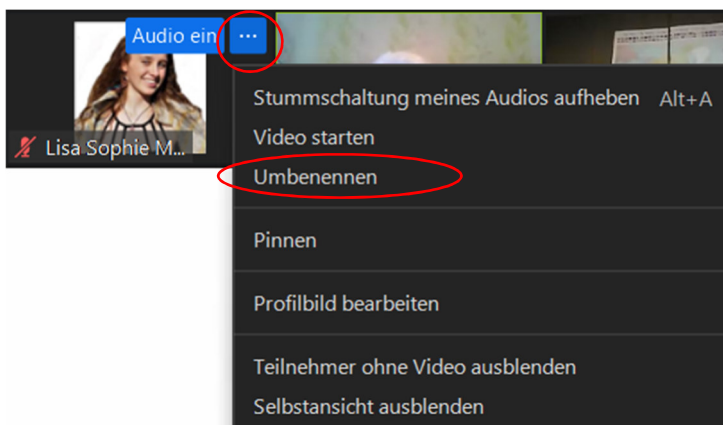 Audio ein ...
Lisa Sophie M...
Stummschaltung meines Audios aufheben Alt+A
Video starten
Umbenennen
Pinnen
Profilbild bearbeiten
Teilnehmer ohne Video ausblenden
Selbstansicht ausblenden